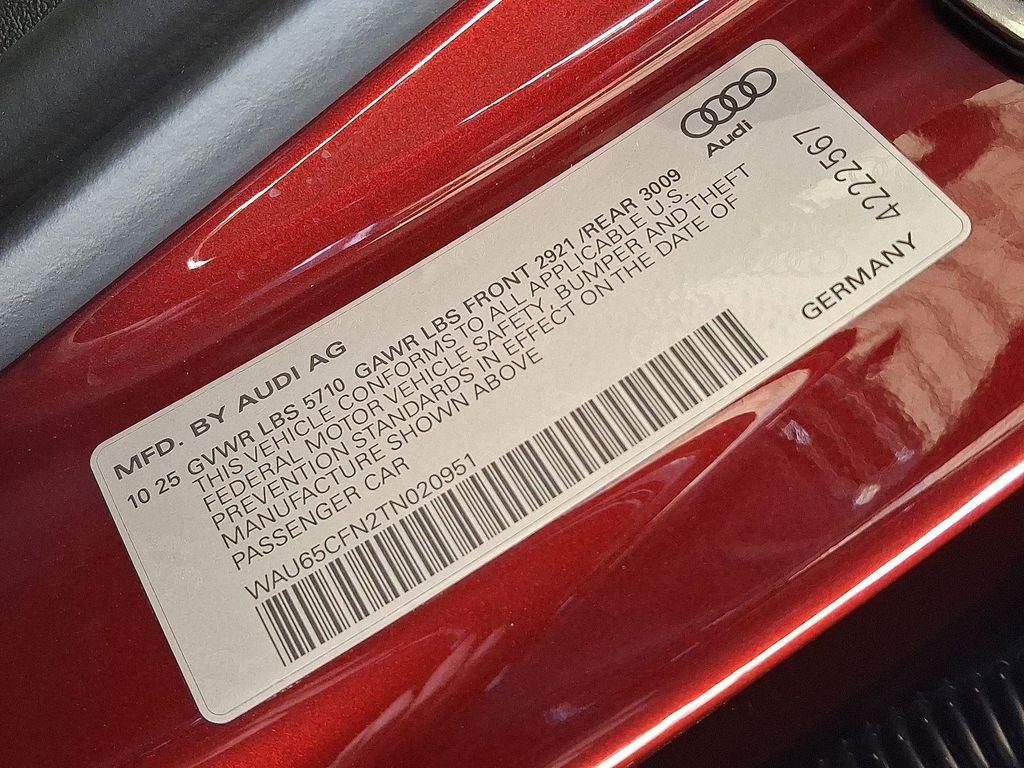 MFD. BY AUDI AG
10 25 GVWR LBS 5710 GAWR LBS FRONT 2921 /REAR 3009
THIS VEHICLE CONFORMS TO ALL APPLICABLE U.S.
FEDERAL MOTOR VEHICLE SAFETY, BUMPER AND THEFT
PREVENTION STANDARDS IN EFFECT ON THE DATE OF
MANUFACTURE SHOWN ABOVE
PASSENGER CAR
WAU65CFN2TN020951
Audi
4222567
GERMANY